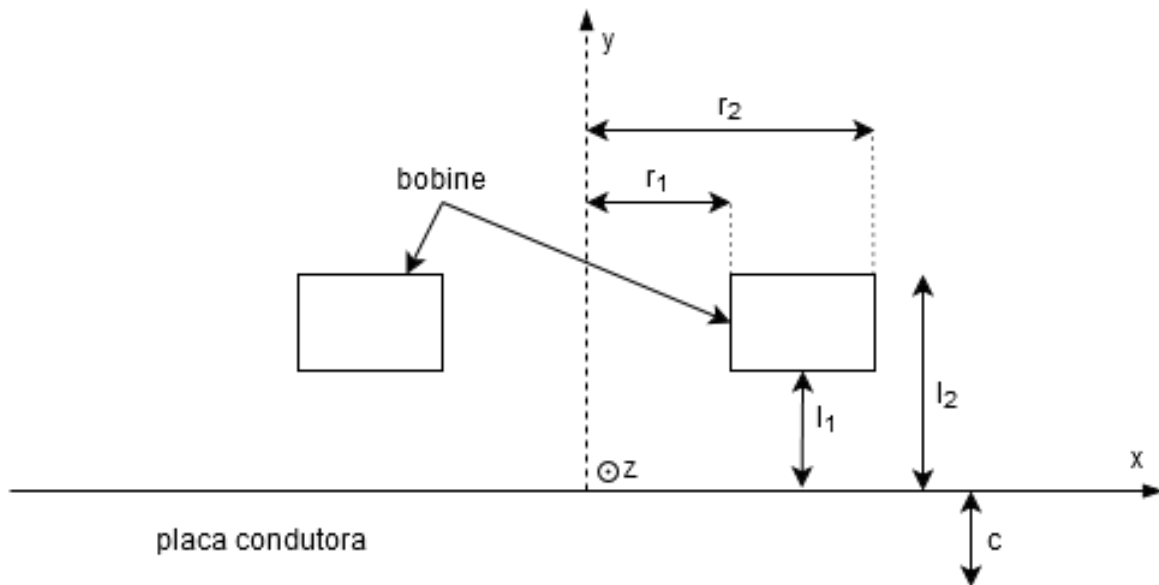 y
r₂
bobine
r₁
l₂
l₁
z
x
placa condutora
c